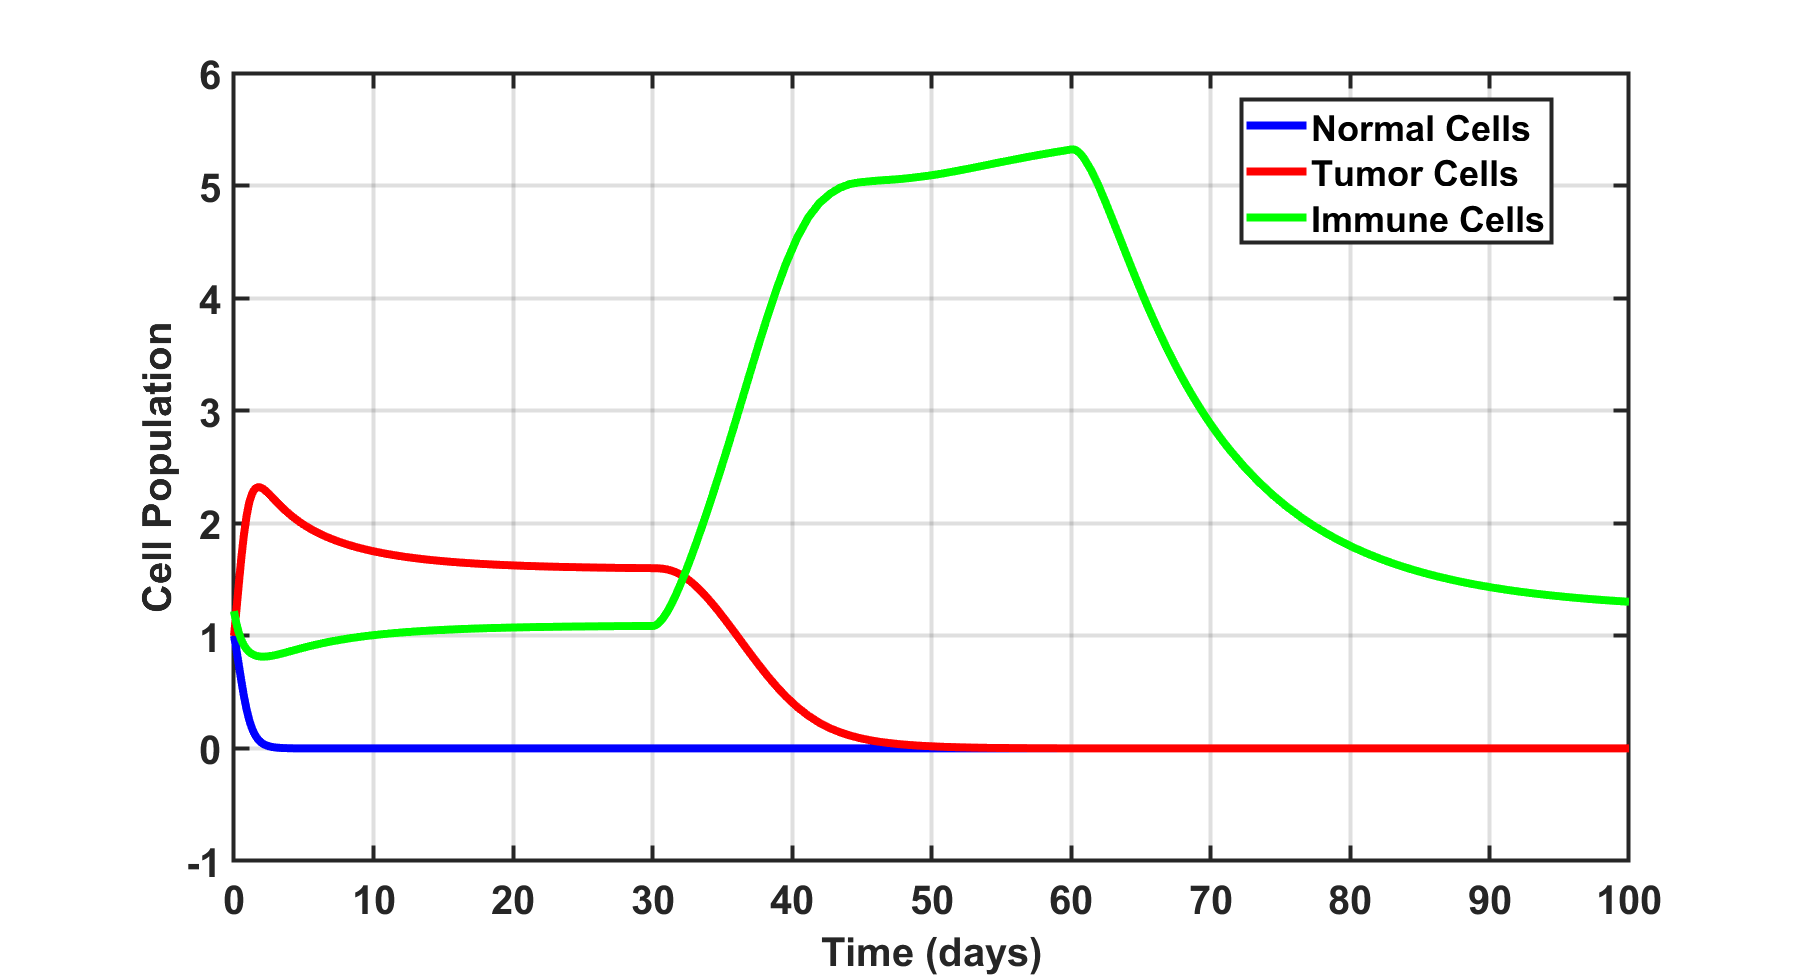 6
5
4
3
2
1
0
-1
Cell Population
Normal Cells
Tumor Cells
Immune Cells
0 10 20 30 40 50 60 70 80 90 100
Time (days)